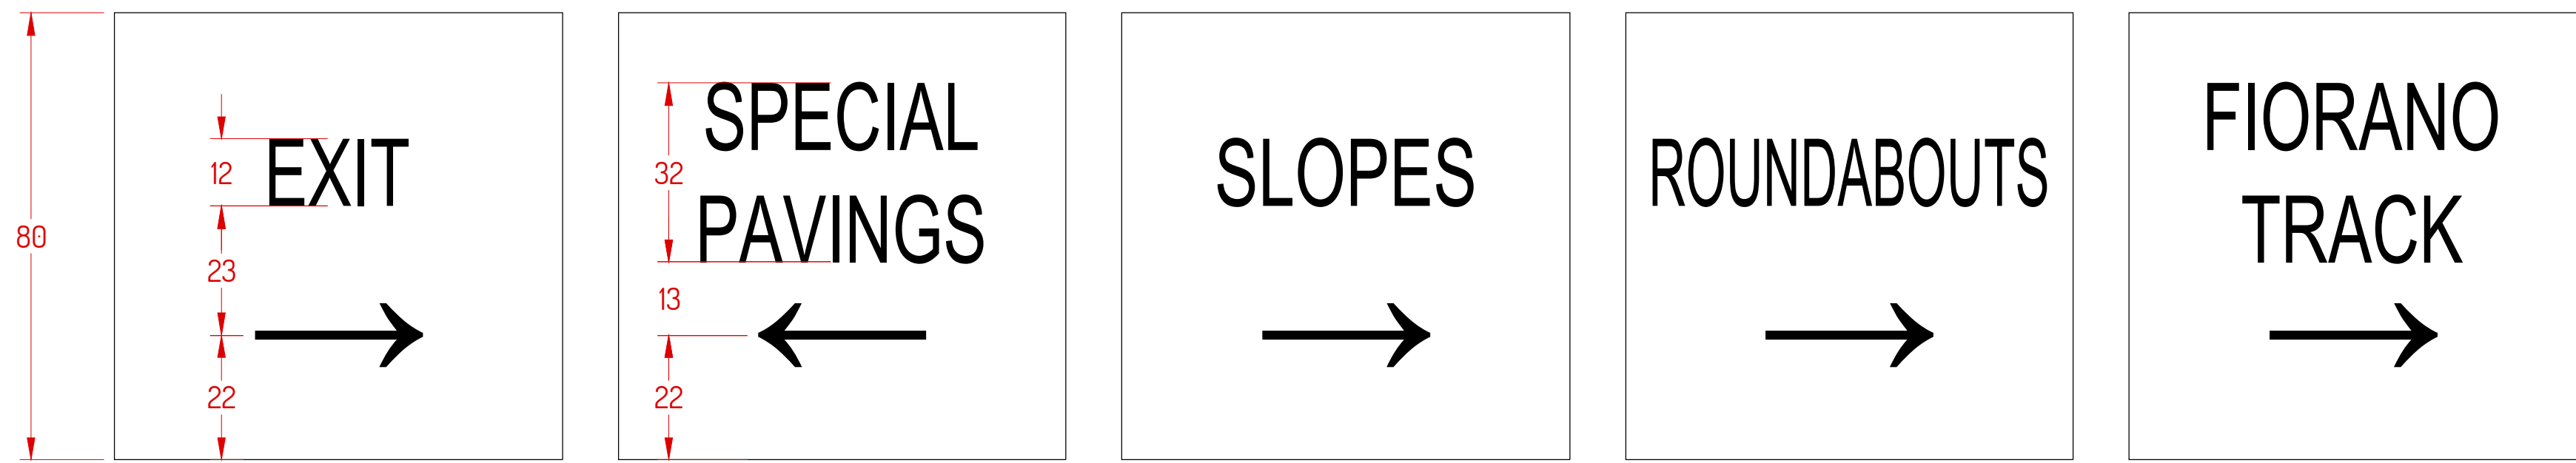 80
12
23
22
EXIT
→
32
13
22
SPECIAL
PAVINGS
←
SLOPES
→
ROUNDABOUTS
→
FIORANO
TRACK
→